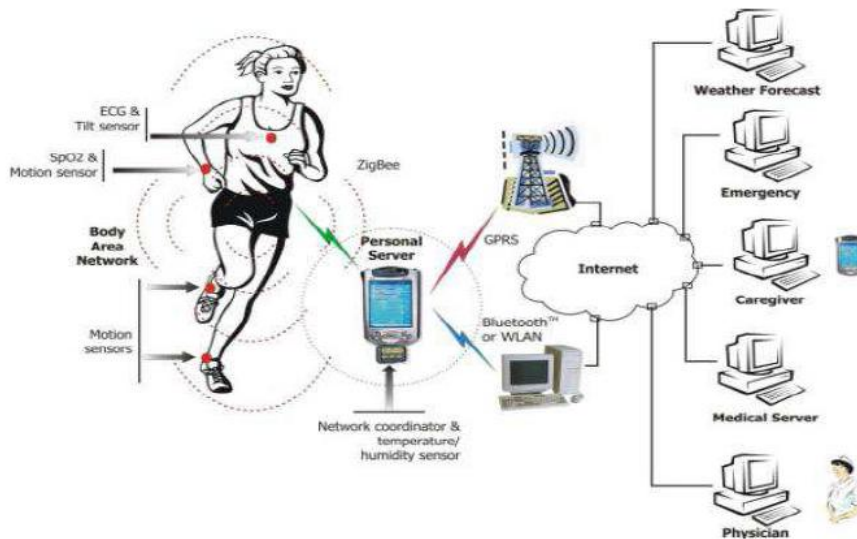 ECG &
Tilt sensor
SpO2 &
Motion sensor
ZigBee
Body
Area
Network
Motion
sensors
Personal
Server
GPRS
Bluetooth™
or WLAN
Network coordinator &
temperature/
humidity sensor
Internet
Weather Forecast
Emergency
Caregiver
Medical Server
Physician